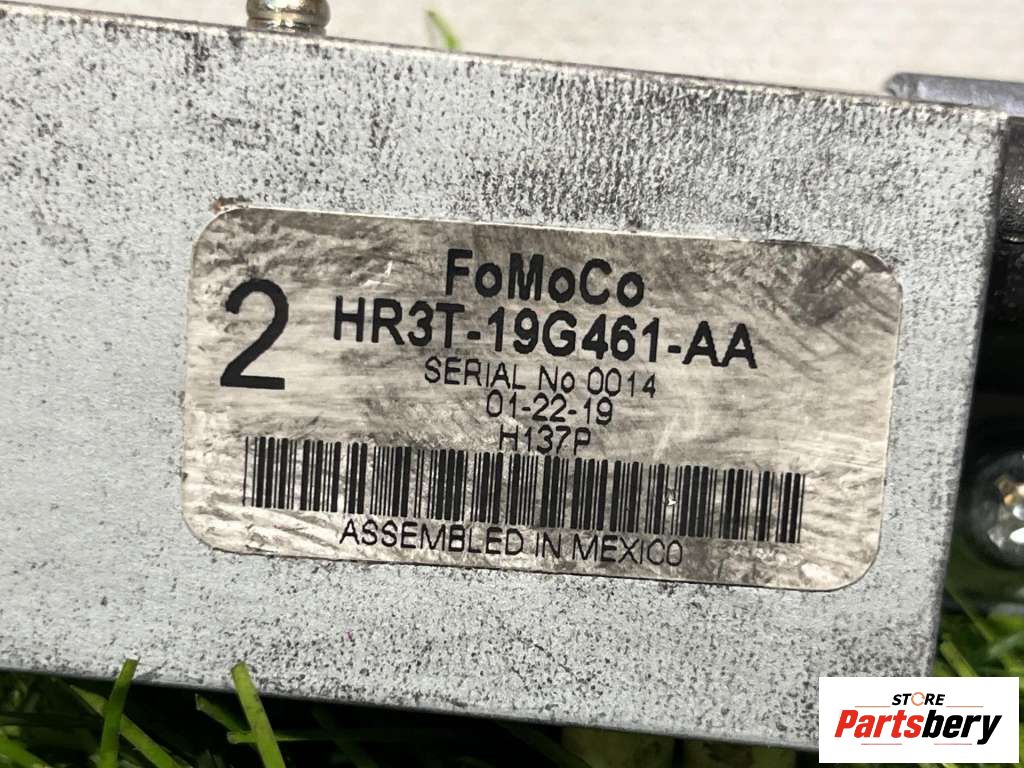 FoMoCo
2
HR3T-19G461-AA
SERIAL No 0014
01-22-19
H137P
ASSEMBLED IN MEXICO
STORE
Partsbery